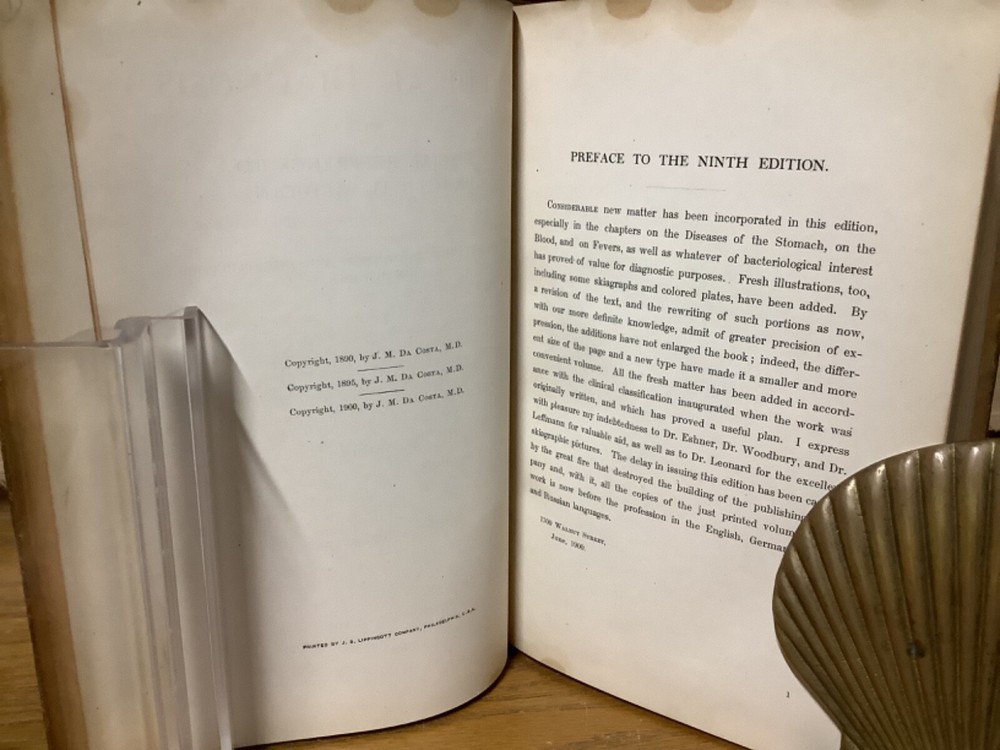 Copyright, 1890, by J. M. DA COSTA, M.D.
Copyright, 1895, by J. M. DA COSTA, M.D.
Copyright, 1900, by J. M. DA COSTA, M.D.
PRINTED BY J. B. LIPPINCOTT COMPANY, PHILADELPHIA, U.S.A.
PREFACE TO THE NINTH EDITION.
CONSIDERABLE new matter has been incorporated in this edition,
especially in the chapters on the Diseases of the Stomach, on the
Blood, and on Fevers, as well as whatever of bacteriological interest
has proved of value for diagnostic purposes. Fresh illustrations, too,
including some skiagraphs and colored plates, have been added. By
a revision of the text, and the rewriting of such portions as now,
with our more definite knowledge, admit of greater precision of ex-
pression, the additions have not enlarged the book; indeed, the differ-
ent size of the page and a new type have made it a smaller and more
convenient volume. All the fresh matter has been added in accord-
ance with the clinical classification inaugurated when the work was
originally written, and which has proved a useful plan. I express
with pleasure my indebtedness to Dr. Eshner, Dr. Woodbury, and Dr.
Leffmann for valuable aid, as well as to Dr. Leonard for the
skiagraphic pictures. The delay in issuing this edition has been
by the great fire that destroyed the building of the publishing
pany and, with it, all the copies of the just printed
work is now before the profession in the English,
and Russian languages.
1700 WALNUT STREET,
June, 1900.
1